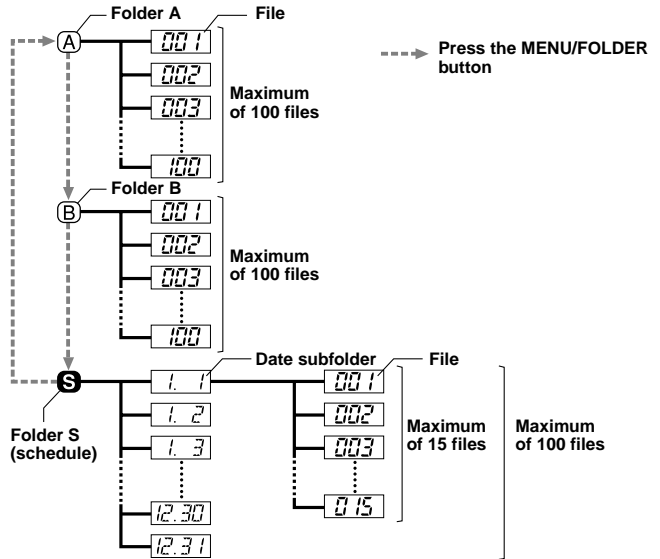 Folder A
File
A
001
002
003
100
Maximum
of 100 files
Press the MENU/FOLDER
button
Folder B
B
001
002
003
100
Maximum
of 100 files
Date subfolder
File
S
Folder S
(schedule)
1. 1
1. 2
1. 3
12.30
12.31
001
002
003
015
Maximum
of 15 files
Maximum
of 100 files